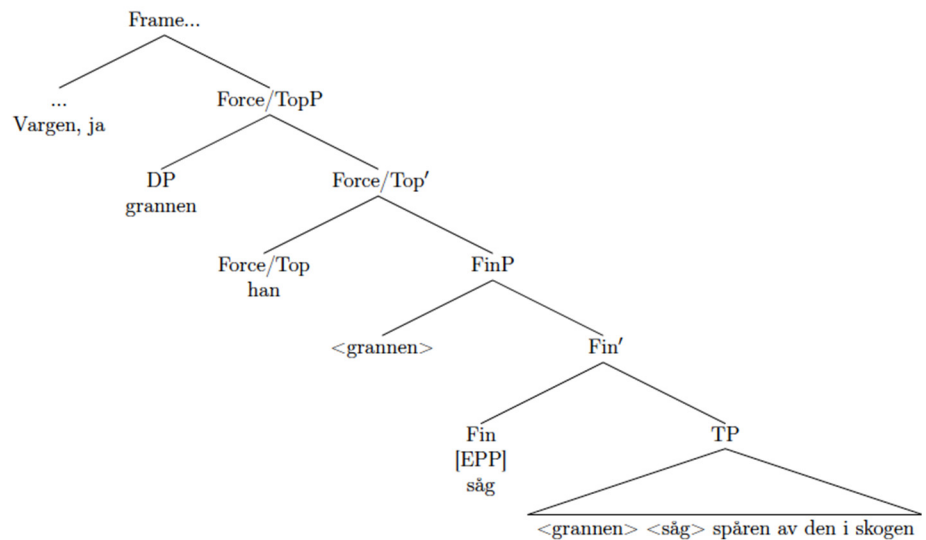 Frame...
...
Vargen, ja
Force/TopP
DP
grannen
Force/Top′
Force/Top
han
FinP
<grannen>
Fin′
Fin
[EPP]
såg
TP
<grannen> <såg> spåren av den i skogen